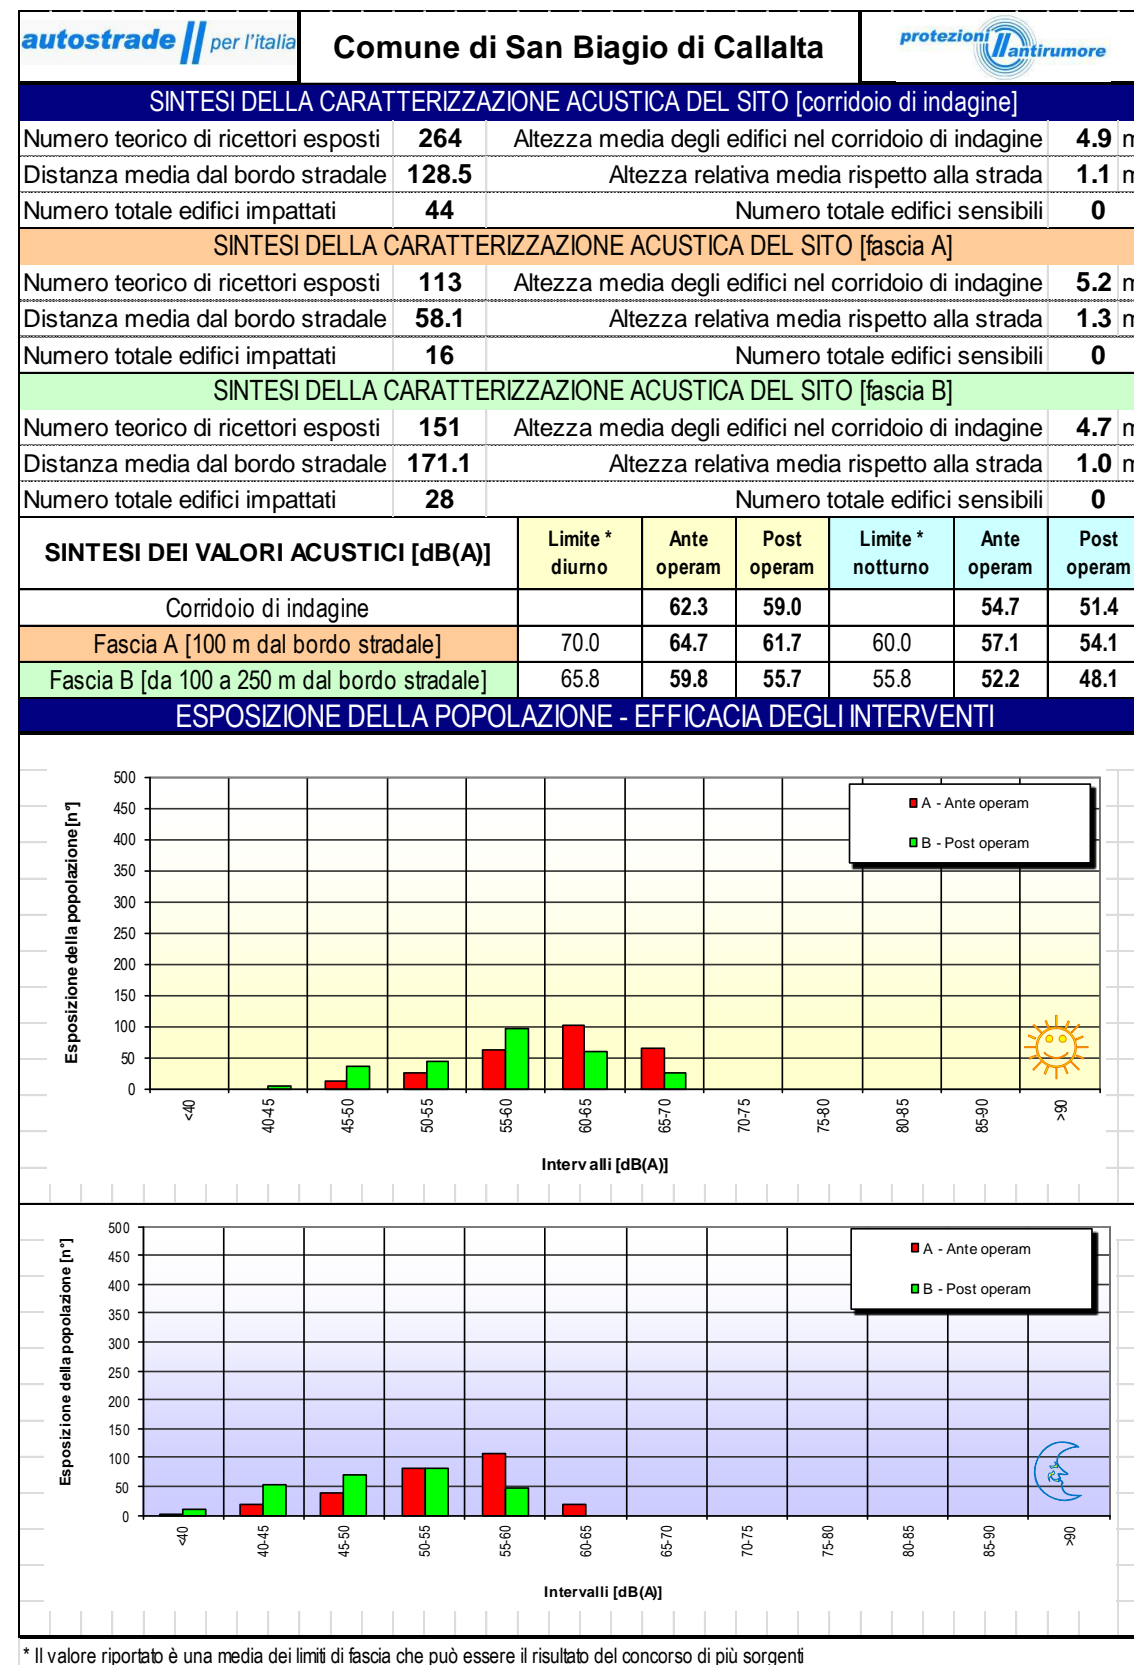 autostrade per l'italia
Comune di San Biagio di Callalta
protezioni antirumore
SINTESI DELLA CARATTERIZZAZIONE ACUSTICA DEL SITO [corridoio di indagine]
Numero teorico di ricettori esposti 264 Altezza media degli edifici nel corridoio di indagine 4.9 m
Distanza media dal bordo stradale 128.5 Altezza relativa media rispetto alla strada 1.1 m
Numero totale edifici impattati 44 Numero totale edifici sensibili 0
SINTESI DELLA CARATTERIZZAZIONE ACUSTICA DEL SITO [fascia A]
Numero teorico di ricettori esposti 113 Altezza media degli edifici nel corridoio di indagine 5.2 m
Distanza media dal bordo stradale 58.1 Altezza relativa media rispetto alla strada 1.3 m
Numero totale edifici impattati 16 Numero totale edifici sensibili 0
SINTESI DELLA CARATTERIZZAZIONE ACUSTICA DEL SITO [fascia B]
Numero teorico di ricettori esposti 151 Altezza media degli edifici nel corridoio di indagine 4.7 m
Distanza media dal bordo stradale 171.1 Altezza relativa media rispetto alla strada 1.0 m
Numero totale edifici impattati 28 Numero totale edifici sensibili 0
SINTESI DEI VALORI ACUSTICI [dB(A)] Limite * diurno Ante operam Post operam Limite * notturno Ante operam Post operam
Corridoio di indagine 62.3 59.0 54.7 51.4
Fascia A [100 m dal bordo stradale] 70.0 64.7 61.7 60.0 57.1 54.1
Fascia B [da 100 a 250 m dal bordo stradale] 65.8 59.8 55.7 55.8 52.2 48.1
ESPOSIZIONE DELLA POPOLAZIONE - EFFICACIA DEGLI INTERVENTI
Esposizione della popolazione [n°]
500
450
400
350
300
250
200
150
100
50
0
A - Ante operam
B - Post operam
<40 40-45 45-50 50-55 55-60 60-65 65-70 70-75 75-80 80-85 85-90 >90
Intervalli [dB(A)]
Esposizione della popolazione [n°]
500
450
400
350
300
250
200
150
100
50
0
A - Ante operam
B - Post operam
<40 40-45 45-50 50-55 55-60 60-65 65-70 70-75 75-80 80-85 85-90 >90
Intervalli [dB(A)]
* Il valore riportato è una media dei limiti di fascia che può essere il risultato del concorso di più sorgenti